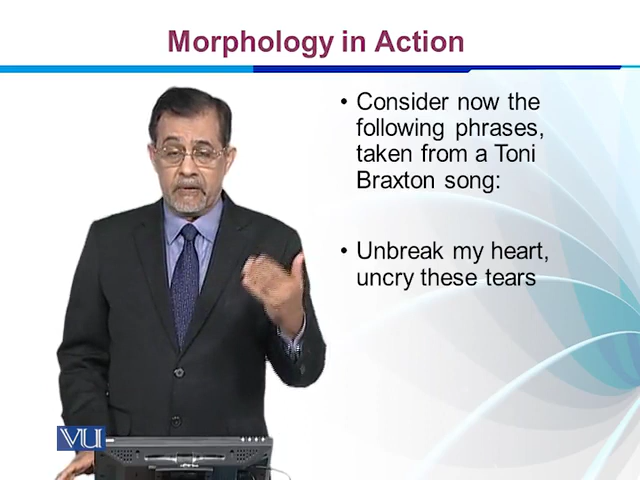 Morphology in Action
• Consider now the
following phrases,
taken from a Toni
Braxton song:
• Unbreak my heart,
uncry these tears
VU